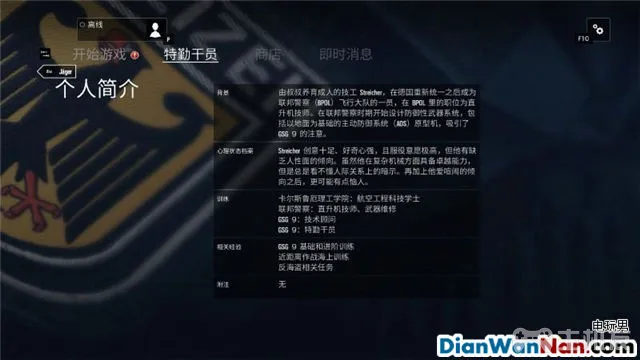 离线
P
F10
开始游戏
特勤干员
商店
即时消息
Esc
Jäger
个人简介
背景
由叔叔养育成人的技工 Streicher,在德国重新统一之后成为
联邦警察 (BPOL) 飞行大队的一员,在 BPOL 里的职位为直
升机技师。在联邦警察时期开始设计防御性武器系统,包
括以地面为基础的主动防御系统 (ADS) 原型机,吸引了
GSG 9 的注意。
心理状态档案
Streicher 创意十足、好奇心强,且服役意愿极高,但他有
缺乏人性面的倾向。虽然他在复杂机械方面具备卓越能力,
但是总是看不懂人际关系上的暗示。再加上他爱喧闹的倾
向之后,更可能有点恼人。
训练
卡尔斯鲁厄理工学院:航空工程科技学士
联邦警察:直升机技师、武器维修
GSG 9:技术顾问
GSG 9:特勤干员
相关经验
GSG 9 基础和进阶训练
近距离作战海上训练
反海盗相关任务
附注
无
电玩男
DianWanNan.com